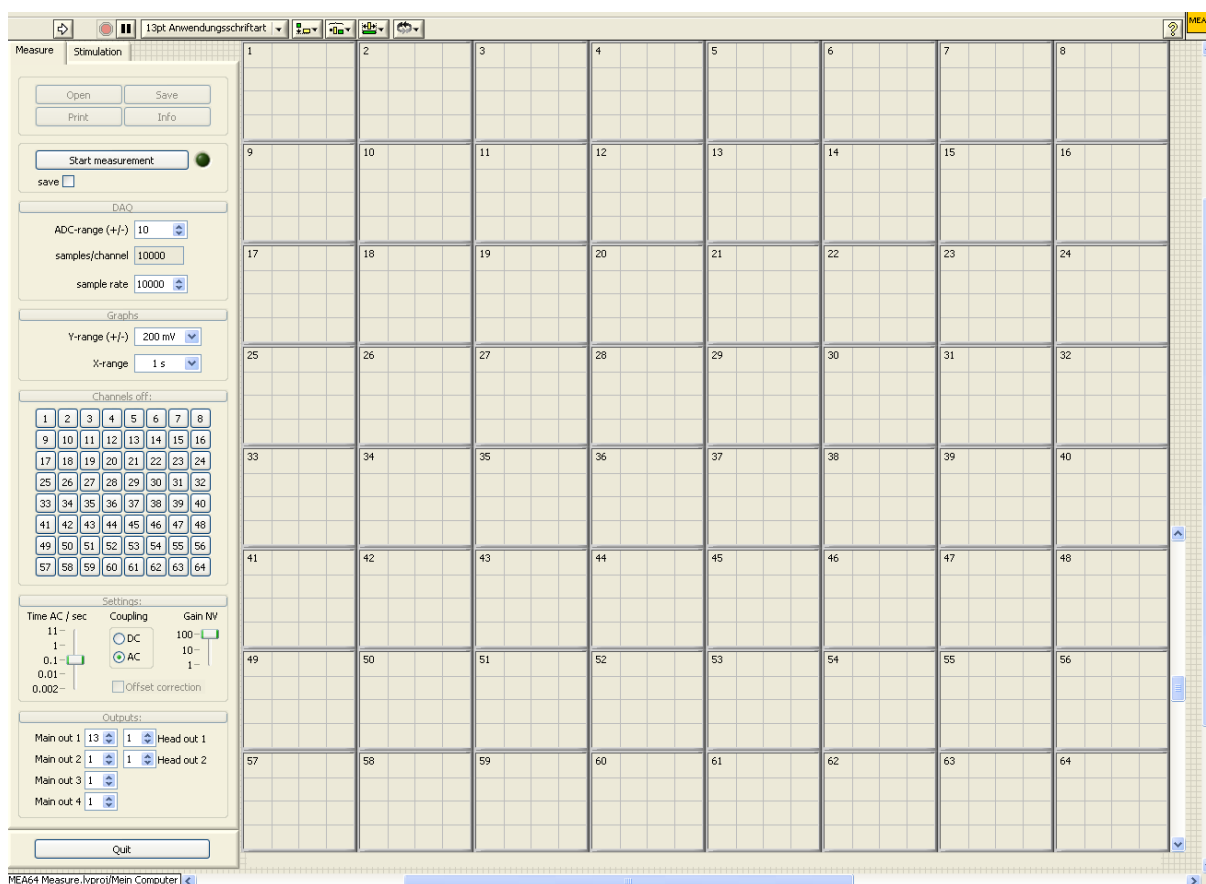 13pt Anwendungsschriftart
?
MEA
Measure Stimulation
Open Save
Print Info
Start measurement
save
DAQ
ADC-range (+/-) 10
samples/channel 10000
sample rate 10000
Graphs
Y-range (+/-) 200 mV
X-range 1 s
Channels off:
1 2 3 4 5 6 7 8
9 10 11 12 13 14 15 16
17 18 19 20 21 22 23 24
25 26 27 28 29 30 31 32
33 34 35 36 37 38 39 40
41 42 43 44 45 46 47 48
49 50 51 52 53 54 55 56
57 58 59 60 61 62 63 64
Settings:
Time AC / sec Coupling Gain NV
11
1
0.1
0.01
0.002
DC
AC
Offset correction
100
10
1
Outputs:
Main out 1 13 1 Head out 1
Main out 2 1 1 Head out 2
Main out 3 1
Main out 4 1
Quit
1 2 3 4 5 6 7 8
9 10 11 12 13 14 15 16
17 18 19 20 21 22 23 24
25 26 27 28 29 30 31 32
33 34 35 36 37 38 39 40
41 42 43 44 45 46 47 48
49 50 51 52 53 54 55 56
57 58 59 60 61 62 63 64
MEA64 Measure.lvproj/Mein Computer